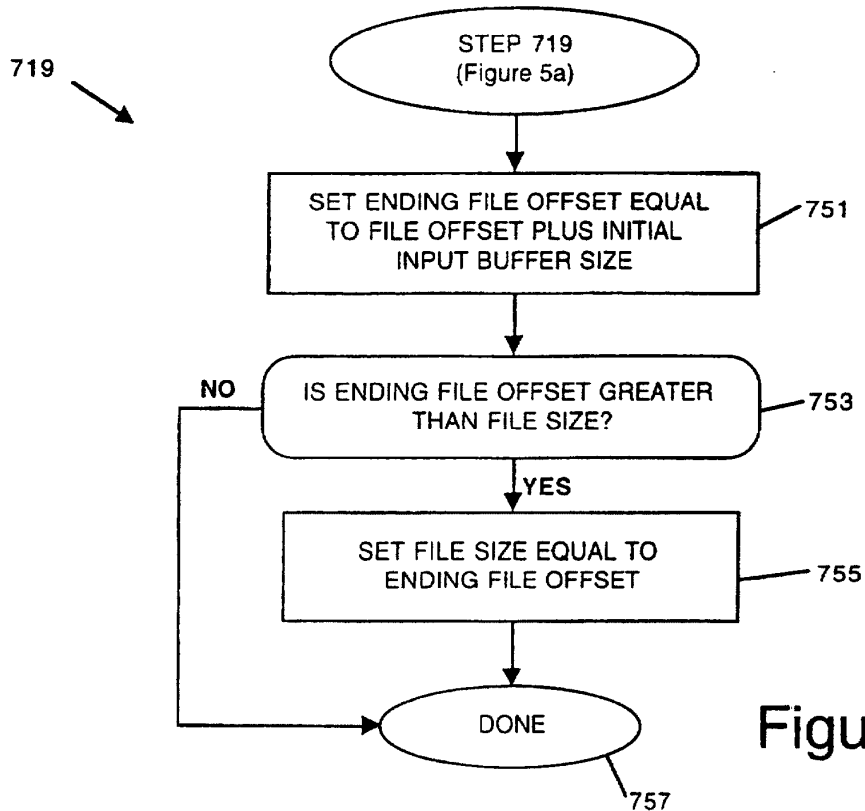 719
STEP 719
(Figure 5a)
SET ENDING FILE OFFSET EQUAL
TO FILE OFFSET PLUS INITIAL
INPUT BUFFER SIZE
751
IS ENDING FILE OFFSET GREATER
THAN FILE SIZE?
753
NO
YES
SET FILE SIZE EQUAL TO
ENDING FILE OFFSET
755
DONE
757
Figu